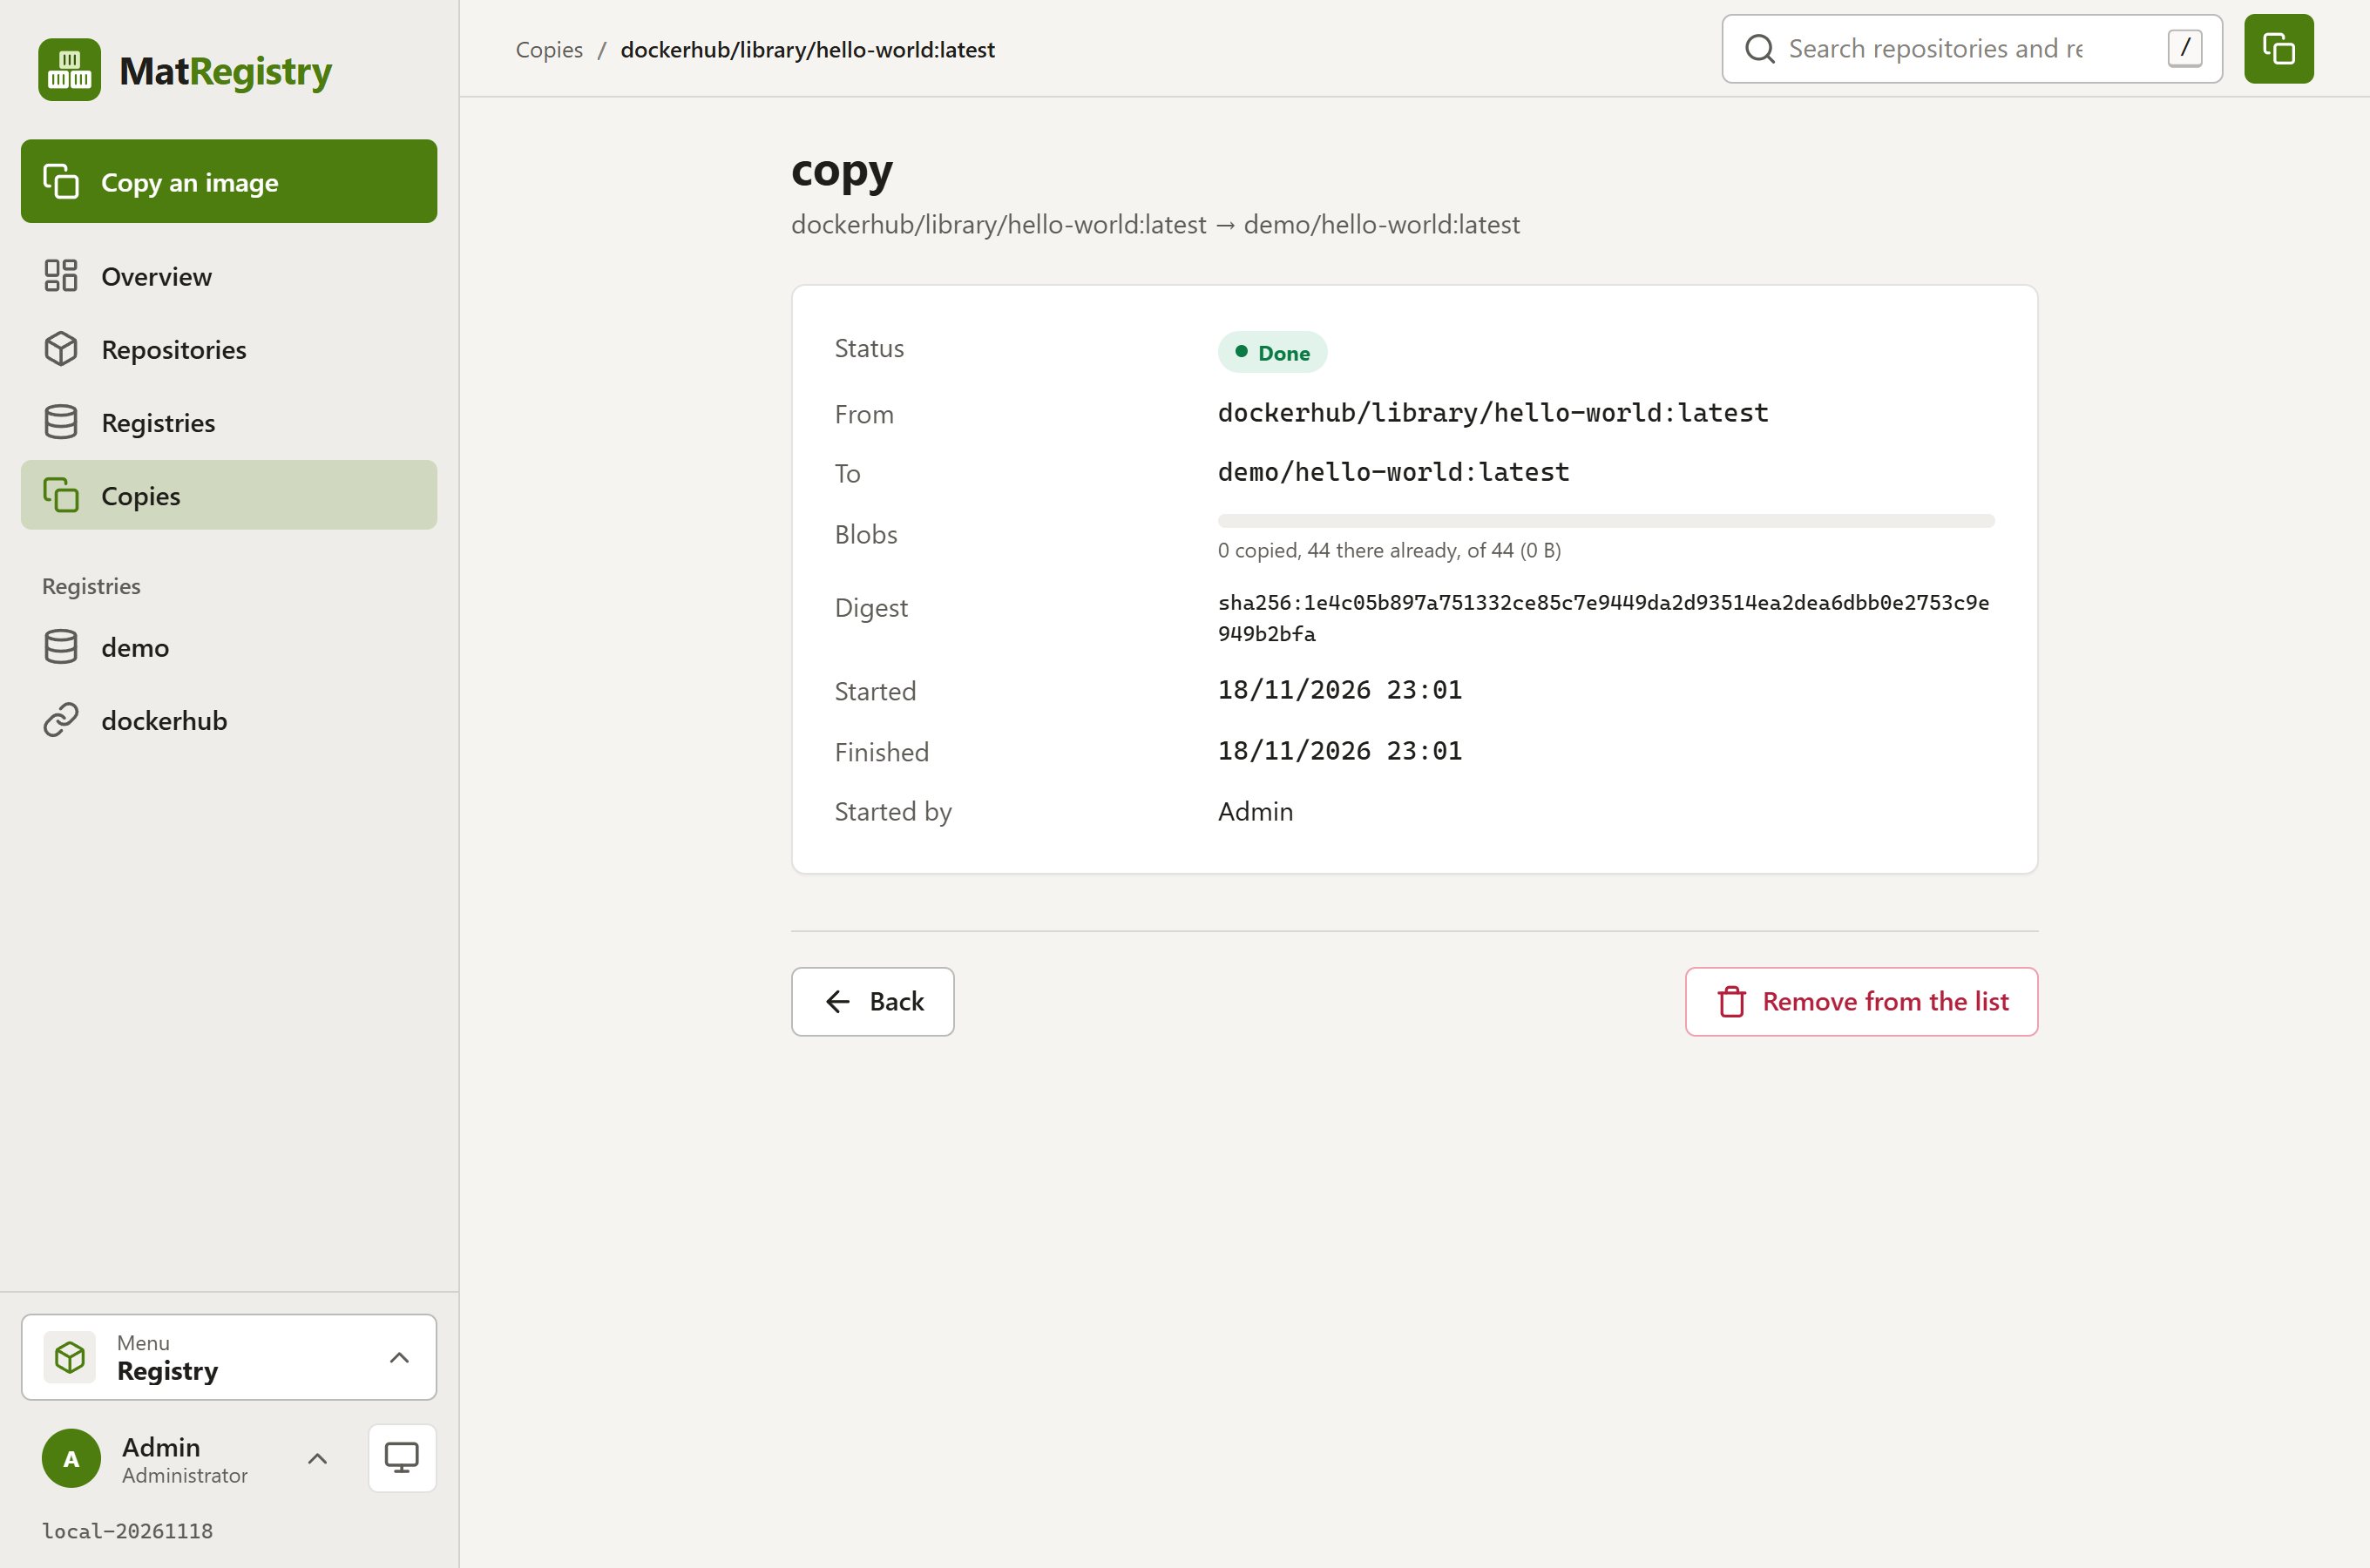 MatRegistry
Copy an image
Overview
Repositories
Registries
Copies
Registries
demo
dockerhub
Menu
Registry
A
Admin
Administrator
local-20261118
Copies / dockerhub/library/hello-world:latest
Search repositories and re
/
copy
dockerhub/library/hello-world:latest → demo/hello-world:latest
Status Done
From dockerhub/library/hello-world:latest
To demo/hello-world:latest
Blobs
0 copied, 44 there already, of 44 (0 B)
Digest sha256:1e4c05b897a751332ce85c7e9449da2d93514ea2dea6dbb0e2753c9e
949b2bfa
Started 18/11/2026 23:01
Finished 18/11/2026 23:01
Started by Admin
Back
Remove from the list